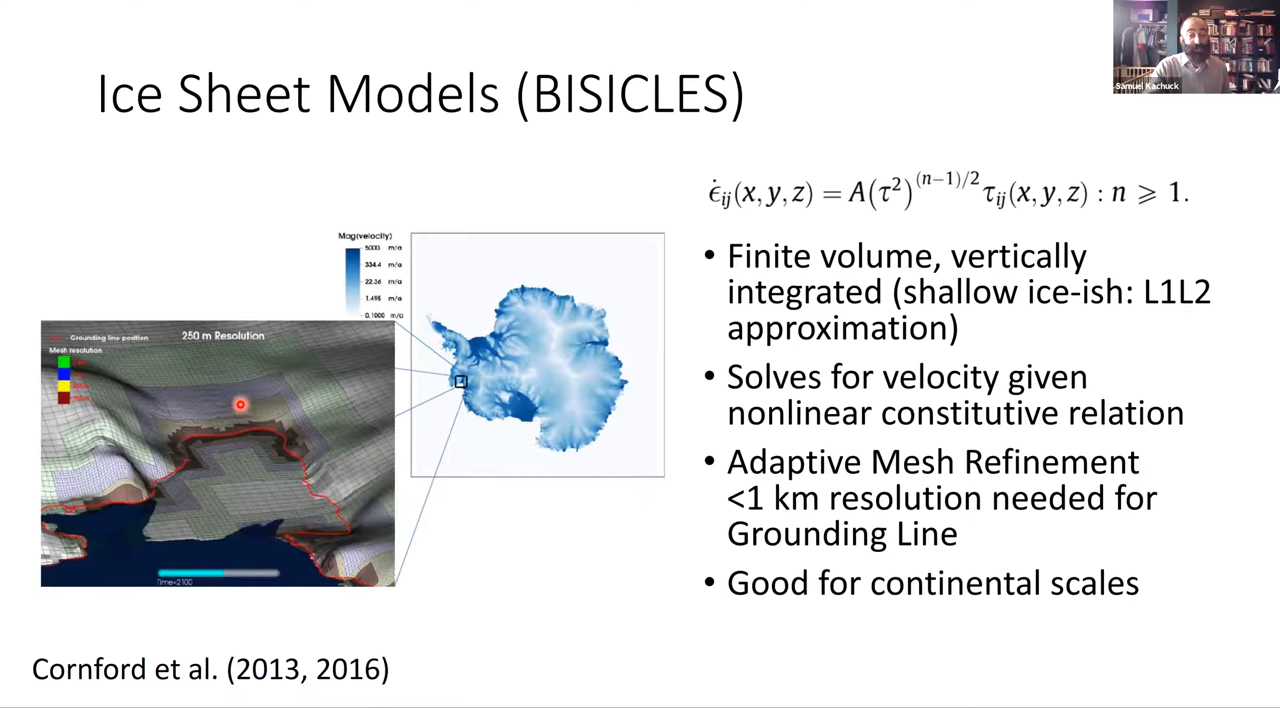 Samuel Kachuck
Ice Sheet Models (BISICLES)
ϵ̇ᵢⱼ(x, y, z) = A(τ²)^(n−1)/2 τᵢⱼ(x, y, z) : n ⩾ 1.
Mag(velocity)
5000 m/a
334.4 m/a
22.36 m/a
1.495 m/a
0.1000 m/a
Grounding line position
250 m Resolution
Mesh resolution
Time=2100
• Finite volume, vertically
integrated (shallow ice-ish: L1L2
approximation)
• Solves for velocity given
nonlinear constitutive relation
• Adaptive Mesh Refinement
<1 km resolution needed for
Grounding Line
• Good for continental scales
Cornford et al. (2013, 2016)